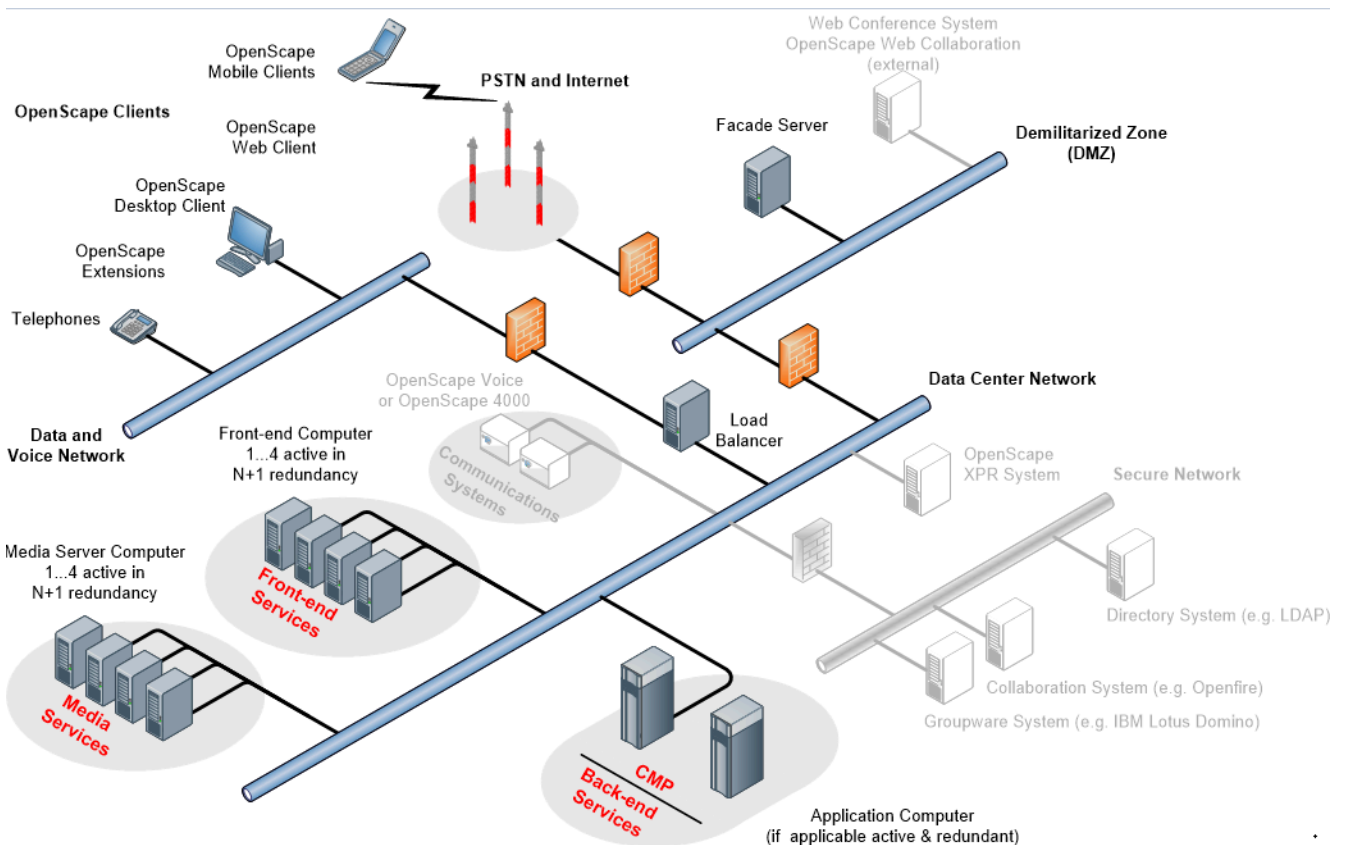 Web Conference System
OpenScape Web Collaboration
(external)
OpenScape
Mobile Clients
PSTN and Internet
OpenScape Clients
OpenScape
Web Client
Facade Server
Demilitarized Zone
(DMZ)
OpenScape
Desktop Client
OpenScape
Extensions
Telephones
OpenScape Voice
or OpenScape 4000
Data Center Network
Load
Balancer
Data and
Voice Network
Front-end Computer
1...4 active in
N+1 redundancy
Communications
Systems
OpenScape
XPR System
Secure Network
Media Server Computer
1...4 active in
N+1 redundancy
Front-end
Services
Directory System (e.g. LDAP)
Collaboration System (e.g. Openfire)
Groupware System (e.g. IBM Lotus Domino)
Media
Services
CMP
Back-end
Services
Application Computer
(if applicable active & redundant)